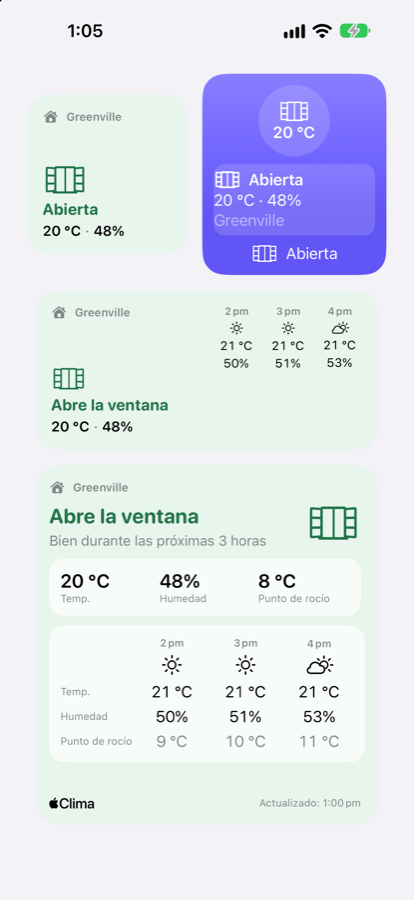 1:05
Greenville
Abierta
20 °C · 48%
20 °C
Abierta
20 °C · 48%
Greenville
Abierta
Greenville
Abre la ventana
20 °C · 48%
2 pm 3 pm 4 pm
21 °C 21 °C 21 °C
50% 51% 53%
Greenville
Abre la ventana
Bien durante las próximas 3 horas
20 °C 48% 8 °C
Temp. Humedad Punto de rocío
2 pm 3 pm 4 pm
Temp. 21 °C 21 °C 21 °C
Humedad 50% 51% 53%
Punto de rocío 9 °C 10 °C 11 °C
Clima Actualizado: 1:00 pm